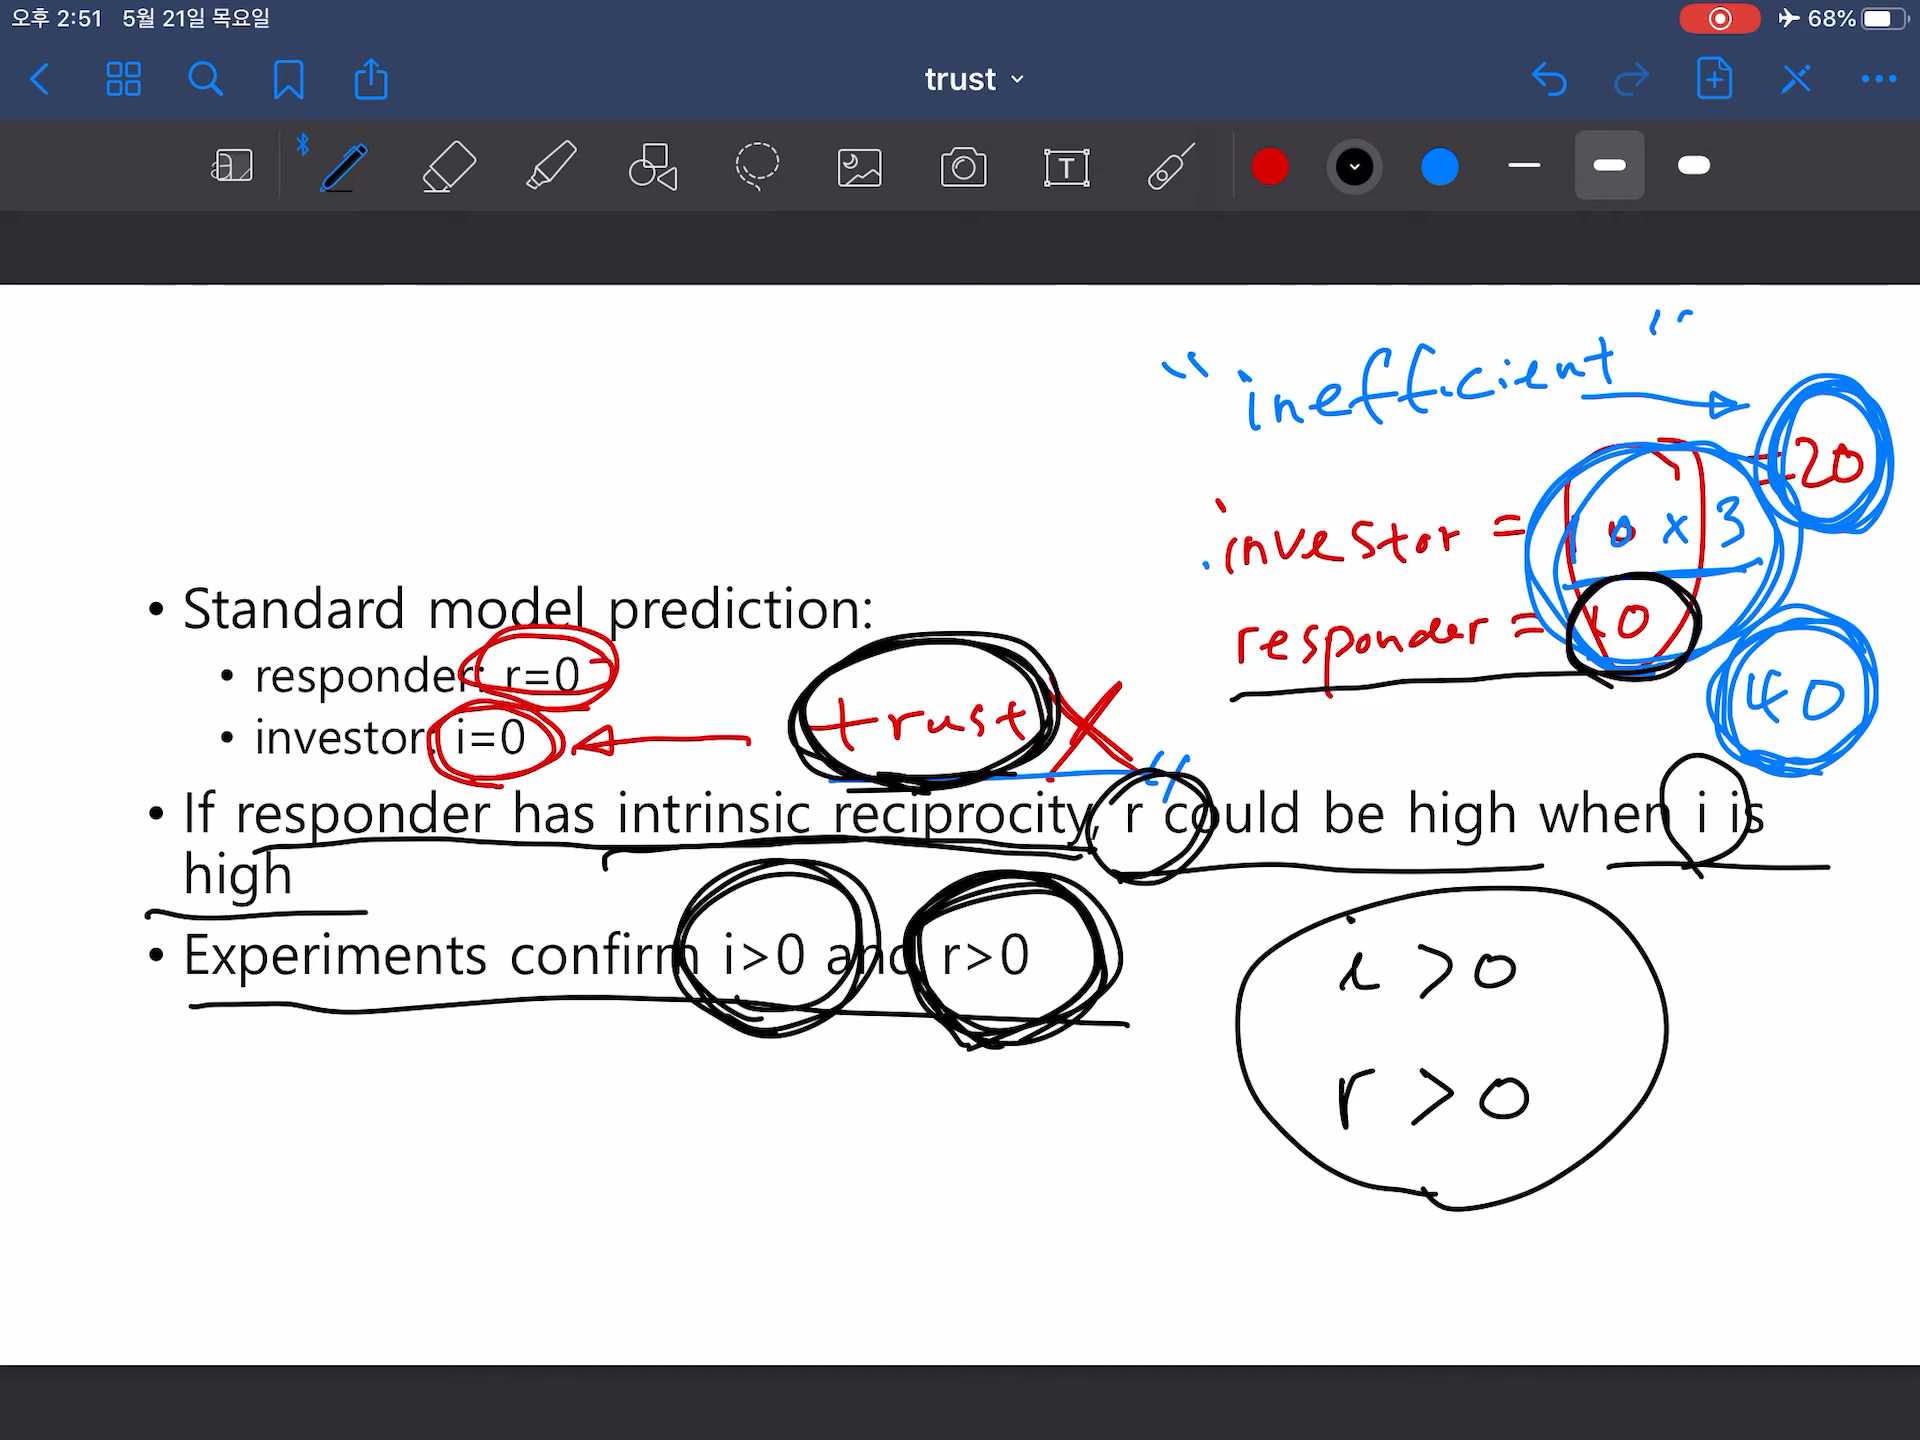 오후 2:51 5월 21일 목요일
68%
trust
"inefficient"
= 20
investor = 10 x 3
responder = 10
40
• Standard model prediction:
• responder: r=0
• investor: i=0
trust X
• If responder has intrinsic reciprocity, r could be high when i is
high
• Experiments confirm i>0 and r>0
i > 0
r > 0